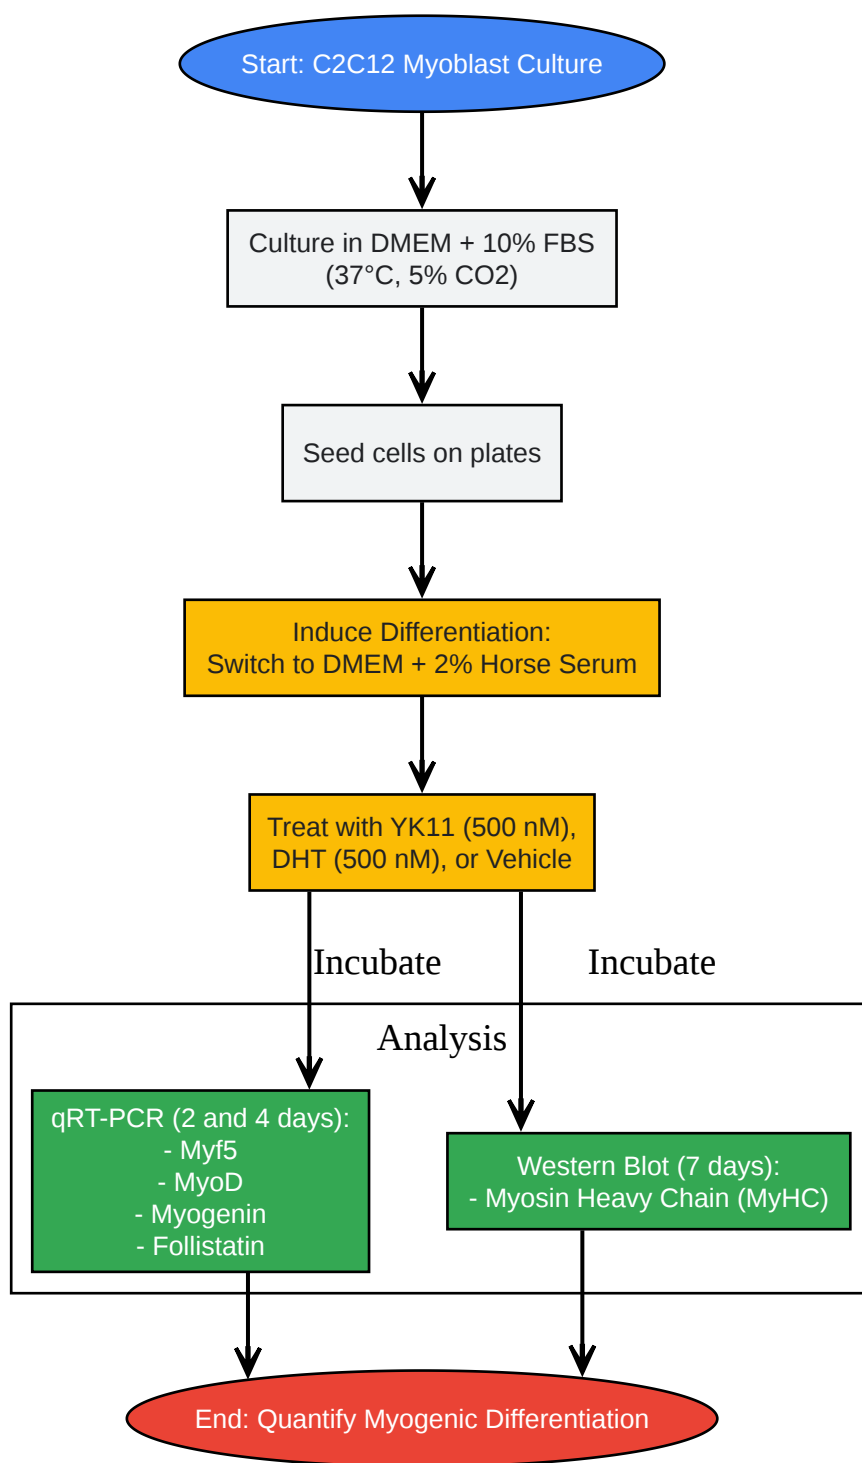 Start: C2C12 Myoblast Culture
Culture in DMEM + 10% FBS
(37°C, 5% CO2)
Seed cells on plates
Induce Differentiation:
Switch to DMEM + 2% Horse Serum
Treat with YK11 (500 nM),
DHT (500 nM), or Vehicle
Incubate
Incubate
Analysis
qRT-PCR (2 and 4 days):
- Myf5
- MyoD
- Myogenin
- Follistatin
Western Blot (7 days):
- Myosin Heavy Chain (MyHC)
End: Quantify Myogenic Differentiation